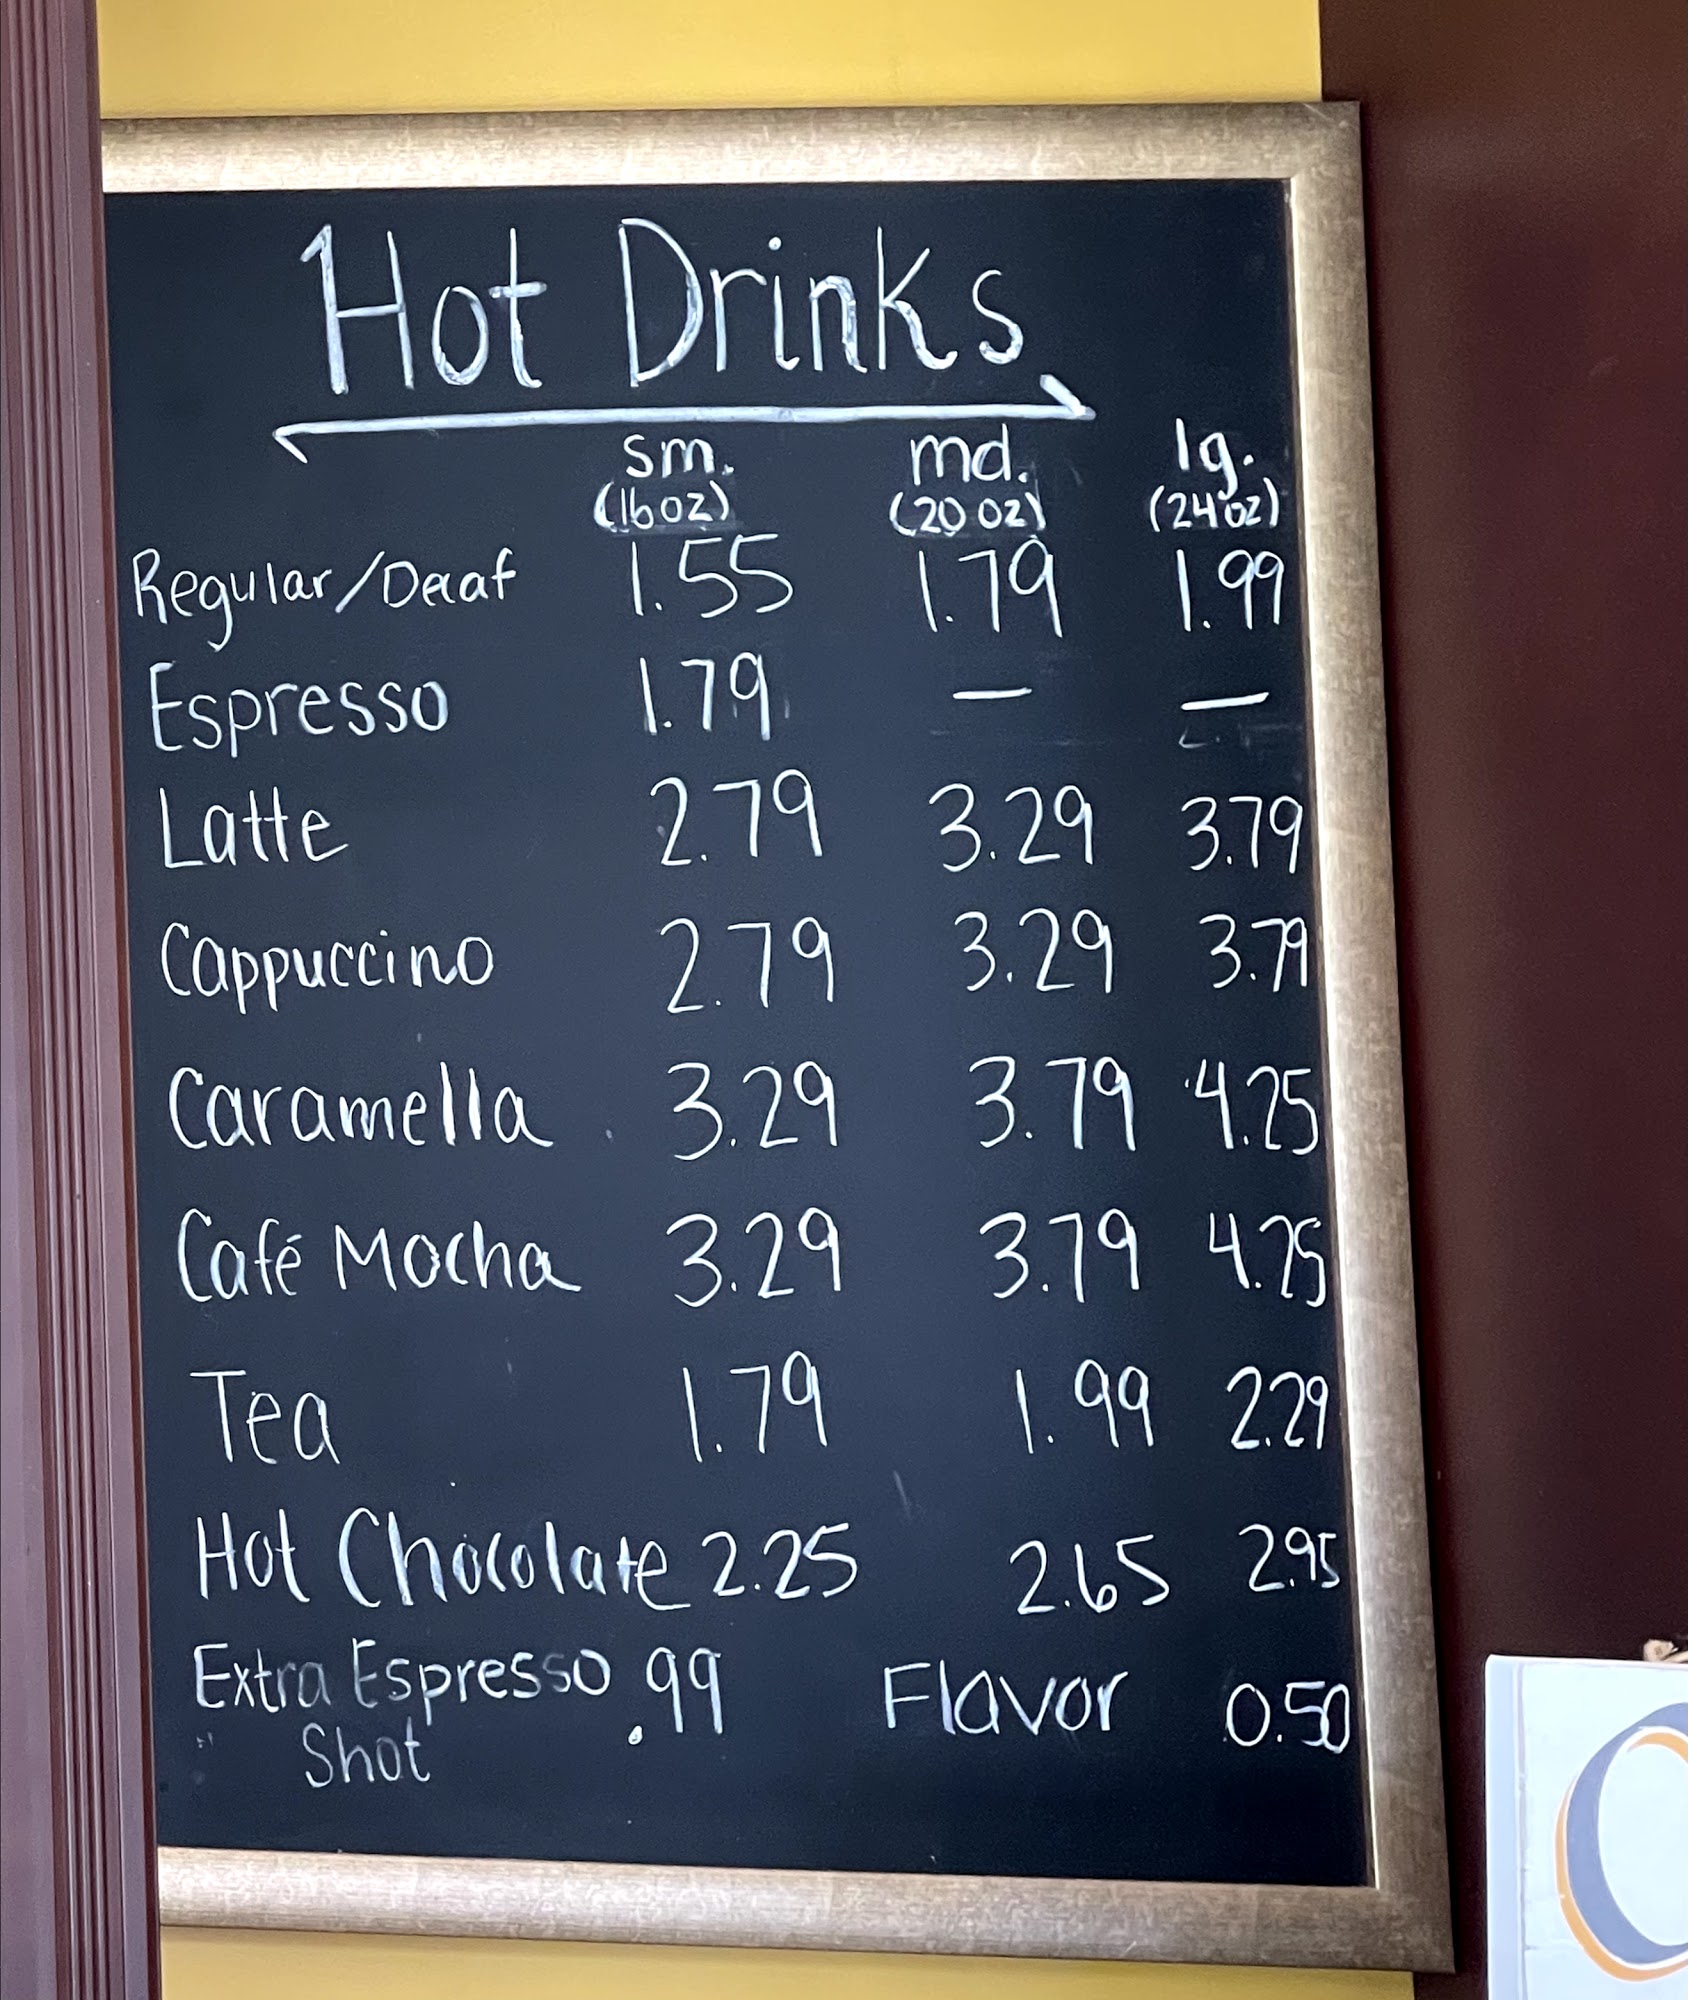 Hot Drinks
sm. md. lg.
(16oz) (20 oz) (24 oz)
Regular/Decaf 1.55 1.79 1.99
Espresso 1.79 — —
Latte 2.79 3.29 3.79
Cappuccino 2.79 3.29 3.79
Caramella 3.29 3.79 4.25
Café Mocha 3.29 3.79 4.25
Tea 1.79 1.99 2.29
Hot Chocolate 2.25 2.65 2.95
Extra Espresso .99 Flavor 0.50
Shot